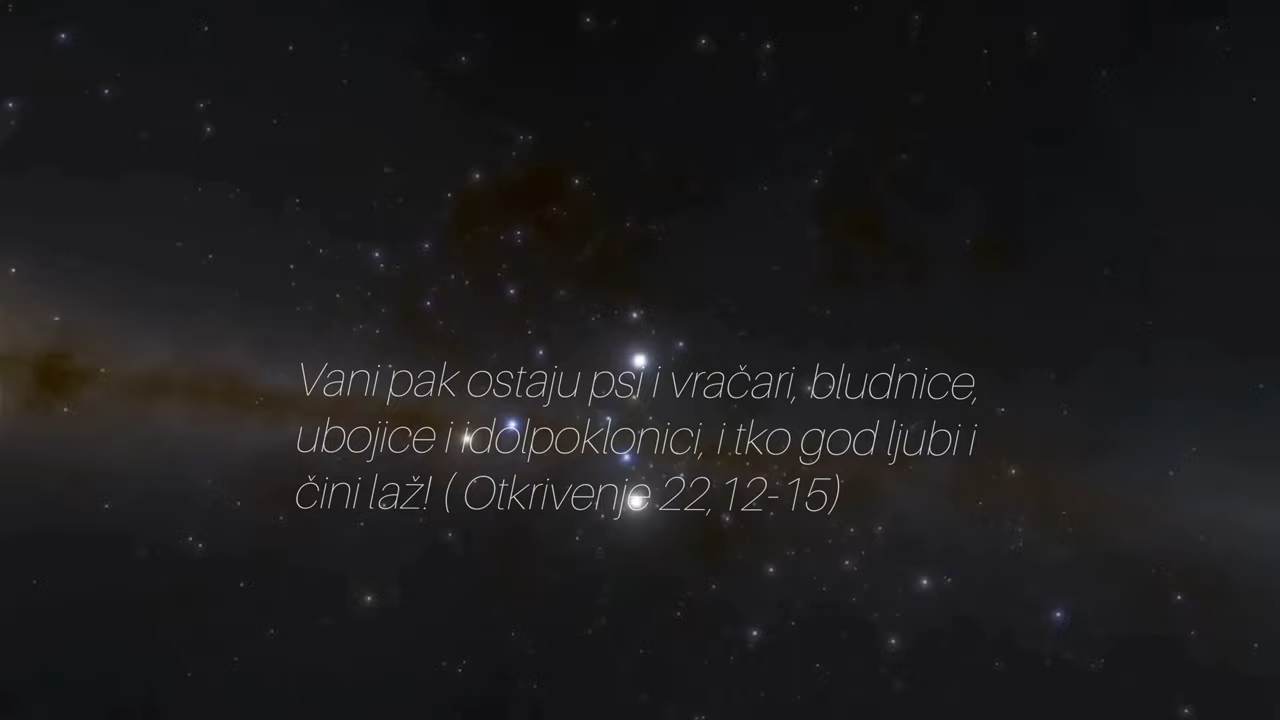 Vani pak ostaju psi i vračari, bludnice,
ubojice i idolpoklonici, i tko god ljubi i
čini laž! ( Otkrivenje 22, 12-15)